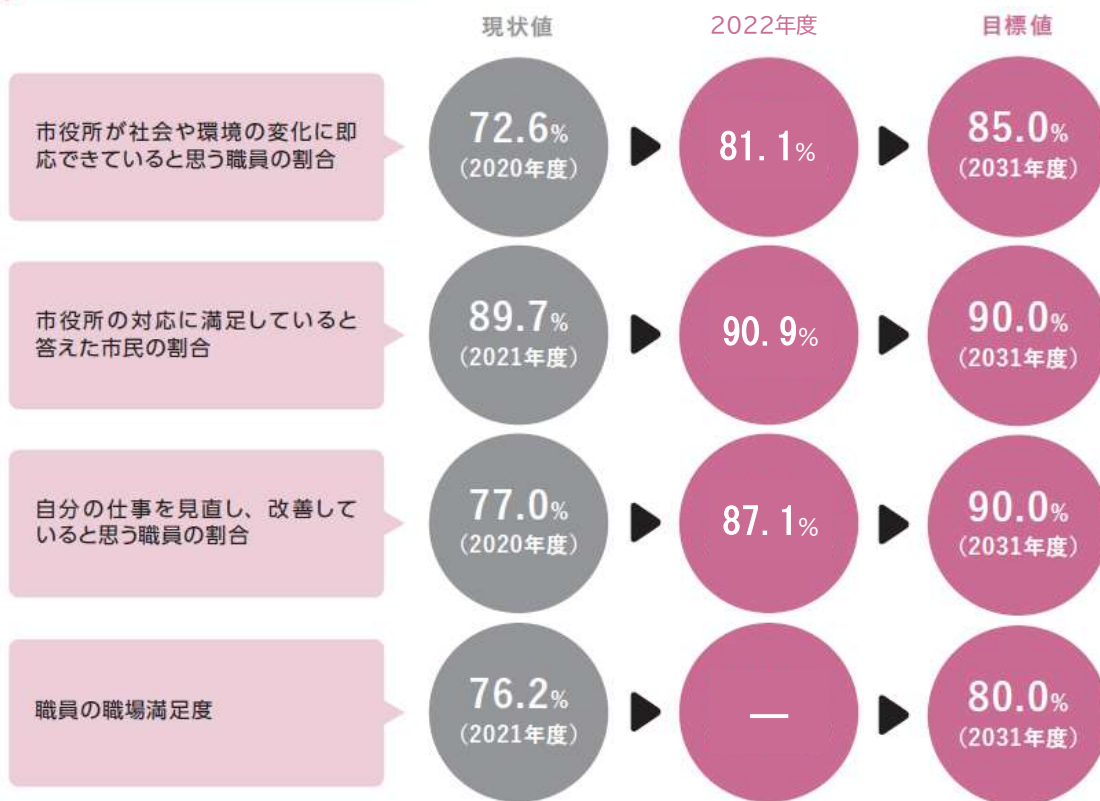 現状値 2022年度 目標値
市役所が社会や環境の変化に即
応できていると思う職員の割合
72.6%
(2020年度)
81.1%
85.0%
(2031年度)
市役所の対応に満足していると
答えた市民の割合
89.7%
(2021年度)
90.9%
90.0%
(2031年度)
自分の仕事を見直し、改善して
いると思う職員の割合
77.0%
(2020年度)
87.1%
90.0%
(2031年度)
職員の職場満足度
76.2%
(2021年度)
—
80.0%
(2031年度)